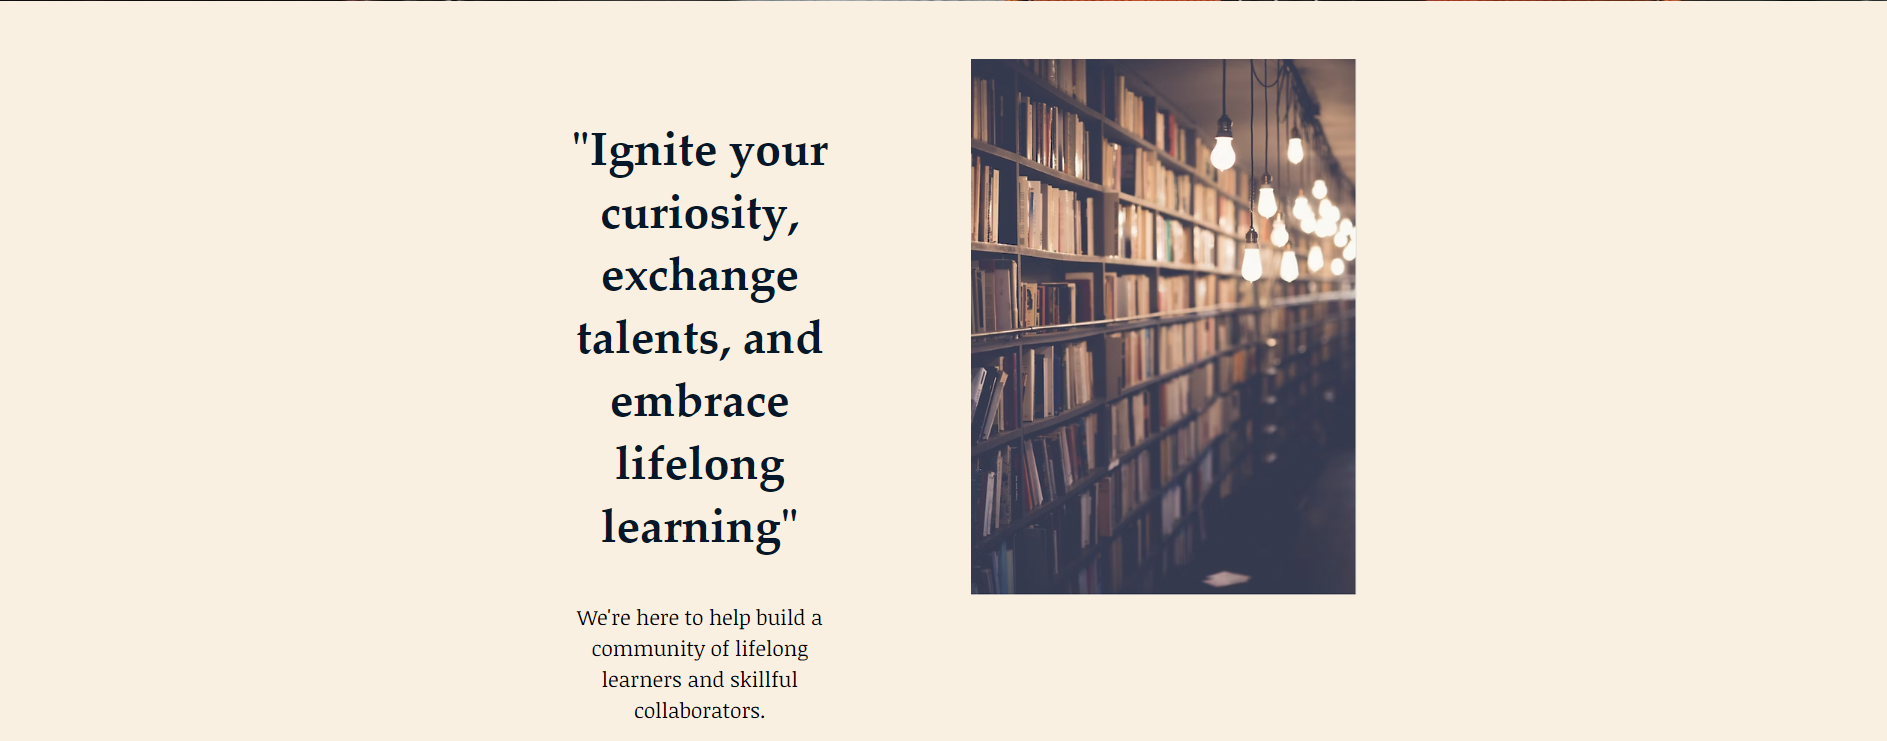 "Ignite your
curiosity,
exchange
talents, and
embrace
lifelong
learning"
We're here to help build a
community of lifelong
learners and skillful
collaborators.